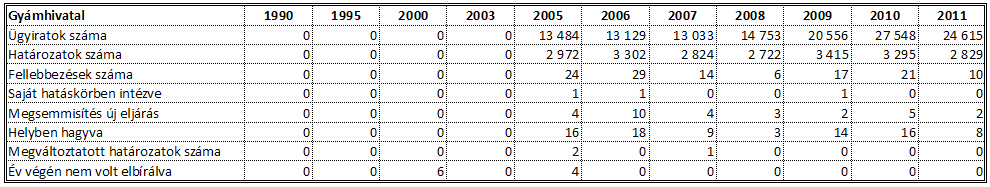 Gyámhivatal 1990 1995 2000 2003 2005 2006 2007 2008 2009 2010 2011
Ügyiratok száma 0 0 0 0 13 484 13 129 13 033 14 753 20 556 27 548 24 615
Határozatok száma 0 0 0 0 2 972 3 302 2 824 2 722 3 415 3 295 2 829
Fellebbezések száma 0 0 0 0 24 29 14 6 17 21 10
Saját hatáskörben intézve 0 0 0 0 1 1 0 0 1 0 0
Megsemmisítés új eljárás 0 0 0 0 4 10 4 3 2 5 2
Helyben hagyva 0 0 0 0 16 18 9 3 14 16 8
Megváltoztatott határozatok száma 0 0 0 0 2 0 1 0 0 0 0
Év végén nem volt elbírálva 0 0 6 0 4 0 0 0 0 0 0